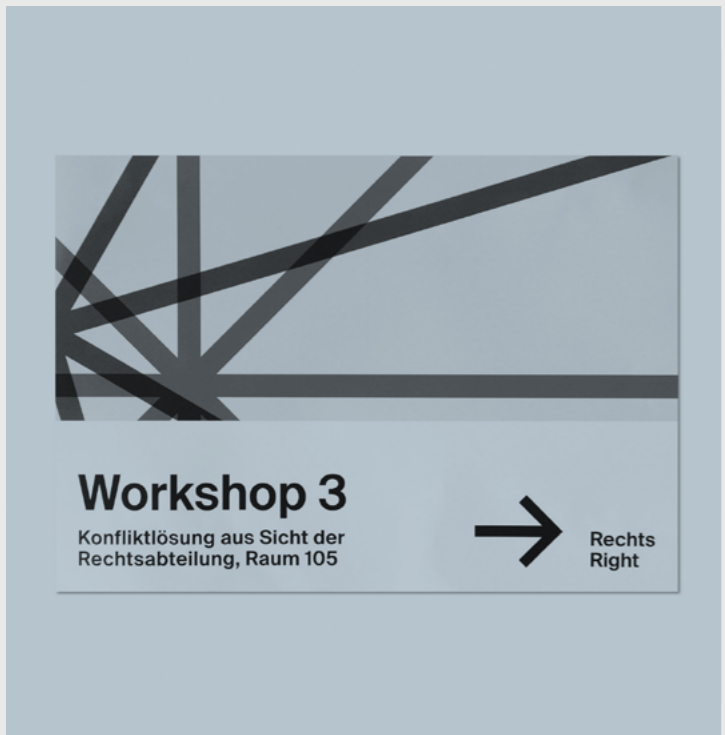 Workshop 3
Konfliktlösung aus Sicht der
Rechtsabteilung, Raum 105
Rechts
Right